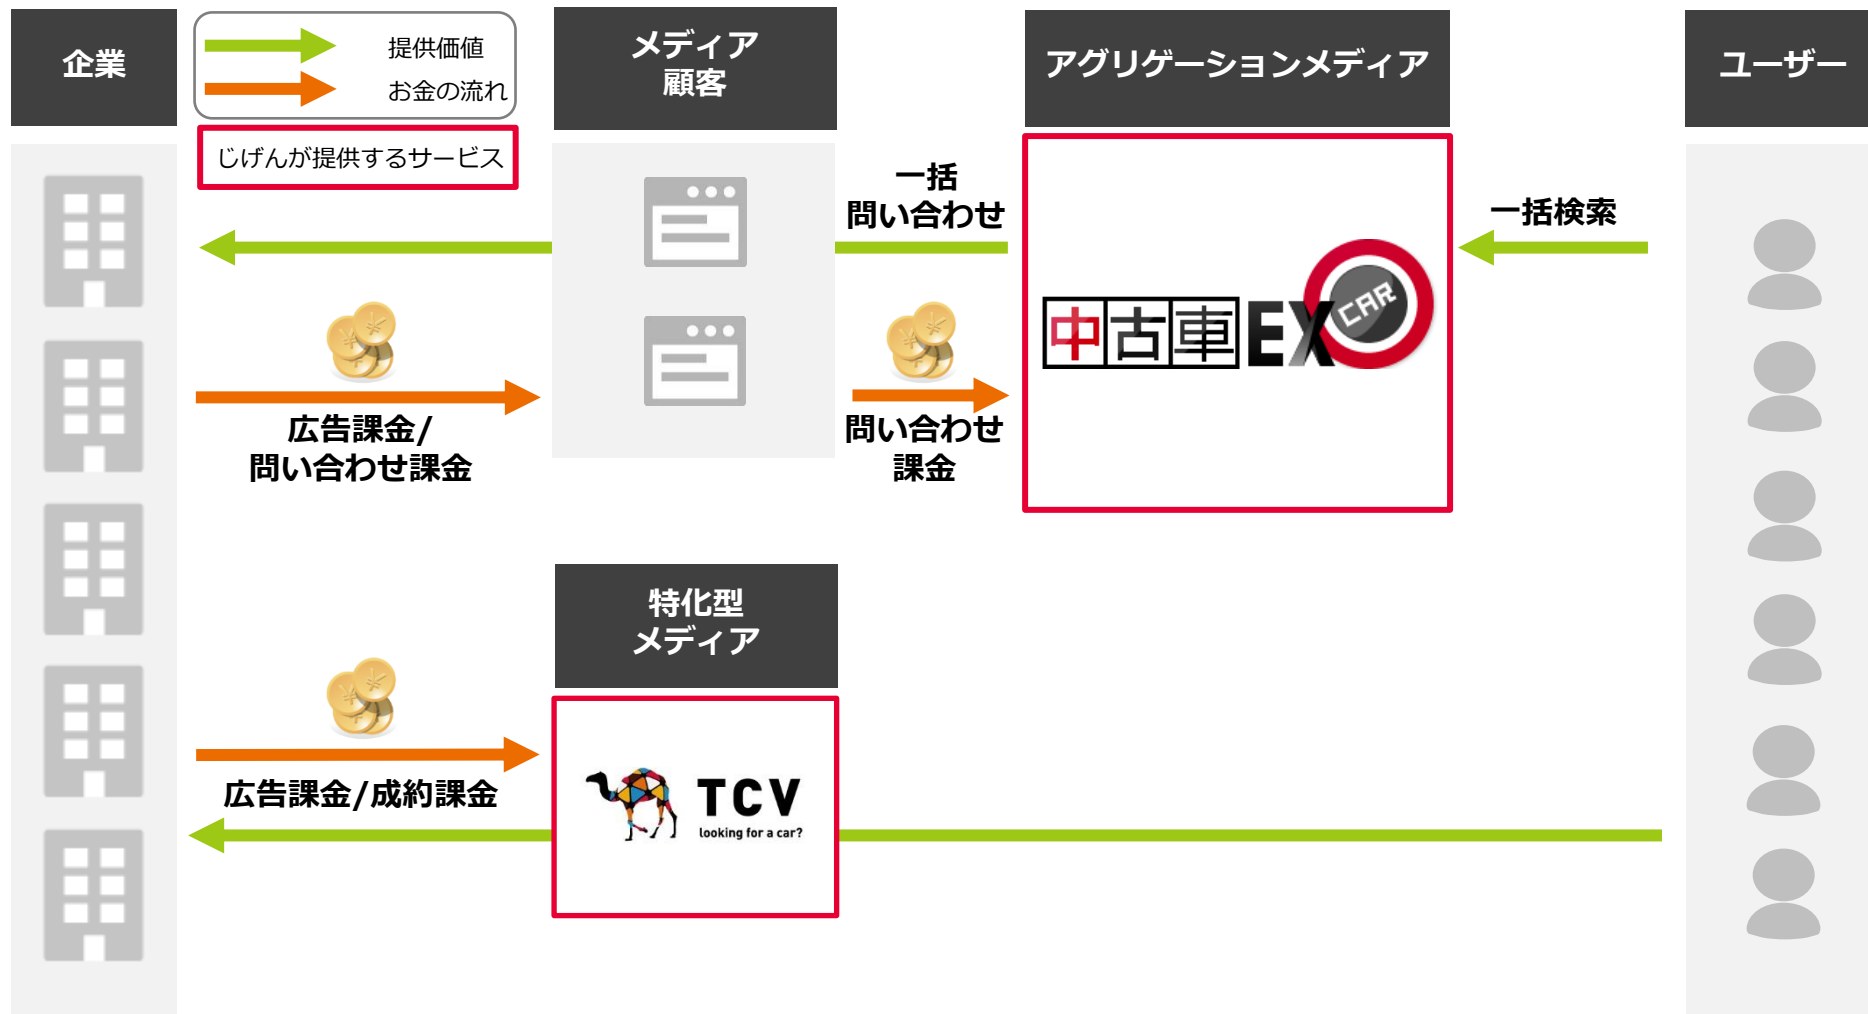 企業
提供価値
お金の流れ
じげんが提供するサービス
メディア
顧客
アグリゲーションメディア
ユーザー
一括
問い合わせ
一括検索
中古車EX
CAR
広告課金/
問い合わせ課金
問い合わせ
課金
特化型
メディア
広告課金/成約課金
TCV
looking for a car?